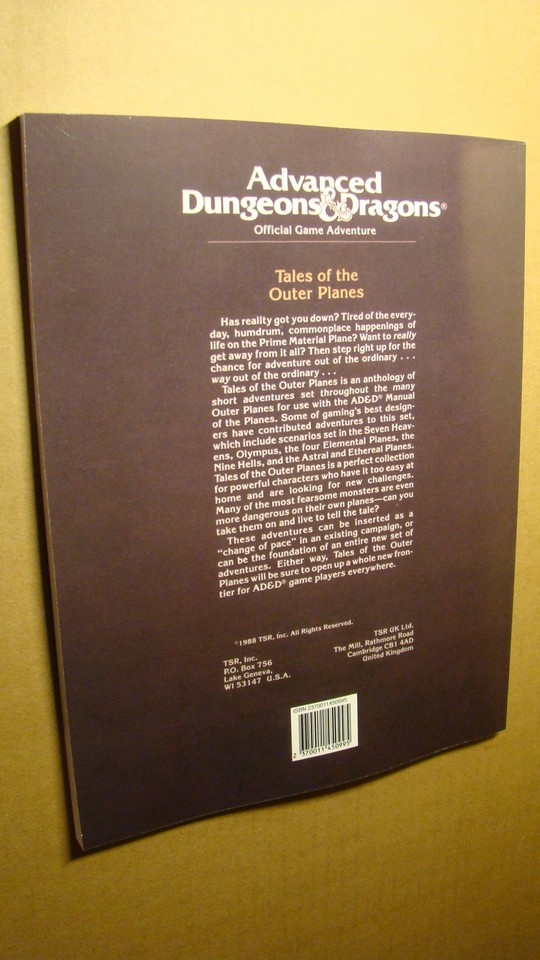 Advanced
Dungeons & Dragons®
Official Game Adventure
Tales of the
Outer Planes
Has reality got you down? Tired of the every-
day, humdrum, commonplace happenings of
life on the Prime Material Plane? Want to really
get away from it all? Then step right up for the
chance for adventure out of the ordinary . . .
way out of the ordinary . . .
Tales of the Outer Planes is an anthology of
short adventures set throughout the many
Outer Planes for use with the AD&D® Manual
of the Planes. Some of gaming's best design-
ers have contributed adventures to this set,
which include scenarios set in the Seven Heav-
ens, Olympus, the four Elemental Planes, the
Nine Hells, and the Astral and Ethereal Planes.
Tales of the Outer Planes is a perfect collection
for powerful characters who have it too easy at
home and are looking for new challenges.
Many of the most fearsome monsters are even
more dangerous on their own planes—can you
take them on and live to tell the tale?
These adventures can be inserted as a
"change of pace" in an existing campaign, or
can be the foundation of an entire new set of
adventures. Either way, Tales of the Outer
Planes will be sure to open up a whole new fron-
tier for AD&D® game players everywhere.
©1988 TSR, Inc. All Rights Reserved.
TSR, Inc.
P.O. Box 756
Lake Geneva,
WI 53147 U.S.A.
TSR UK Ltd.
The Mill, Rathmore Road
Cambridge CB1 4AD
United Kingdom
ISBN 2370011450995
2 370011 450995